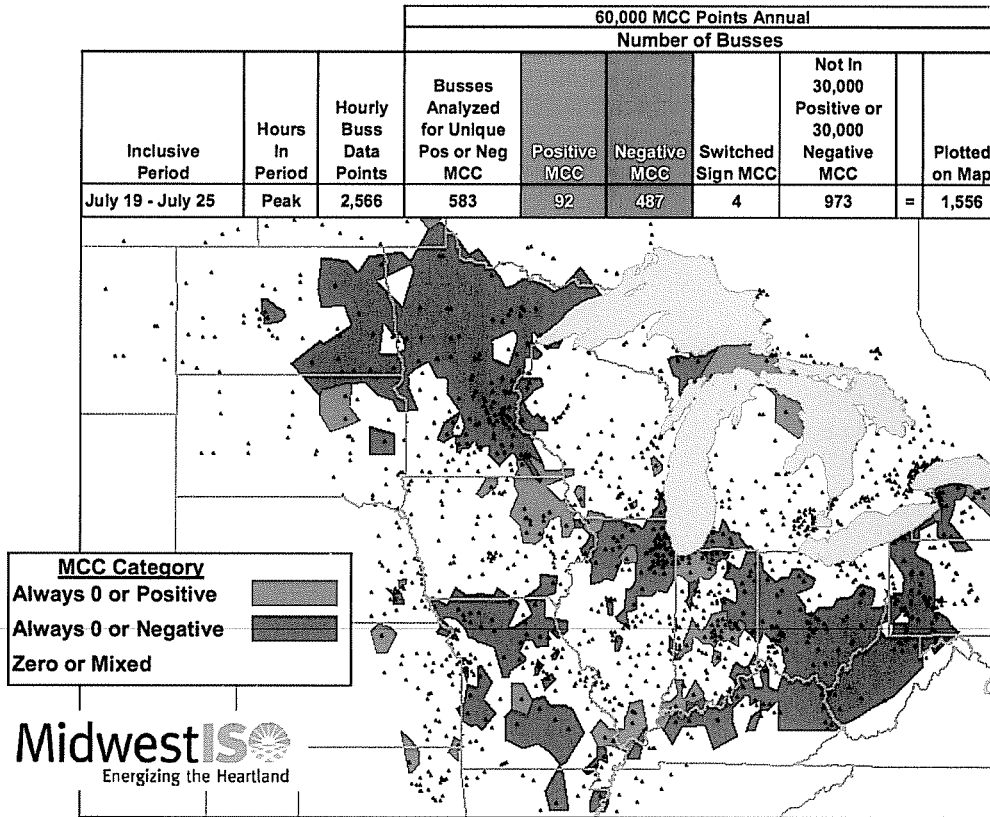 60,000 MCC Points Annual
Number of Busses
Inclusive
Period
Hours
In
Period
Hourly
Buss
Data
Points
Busses
Analyzed
for Unique
Pos or Neg
MCC
Positive
MCC
Negative
MCC
Switched
Sign MCC
Not In
30,000
Positive or
30,000
Negative
MCC
Plotted
on Map
July 19 - July 25 Peak 2,566 583 92 487 4 973 = 1,556
MCC Category
Always 0 or Positive
Always 0 or Negative
Zero or Mixed
MidwestISO
Energizing the Heartland